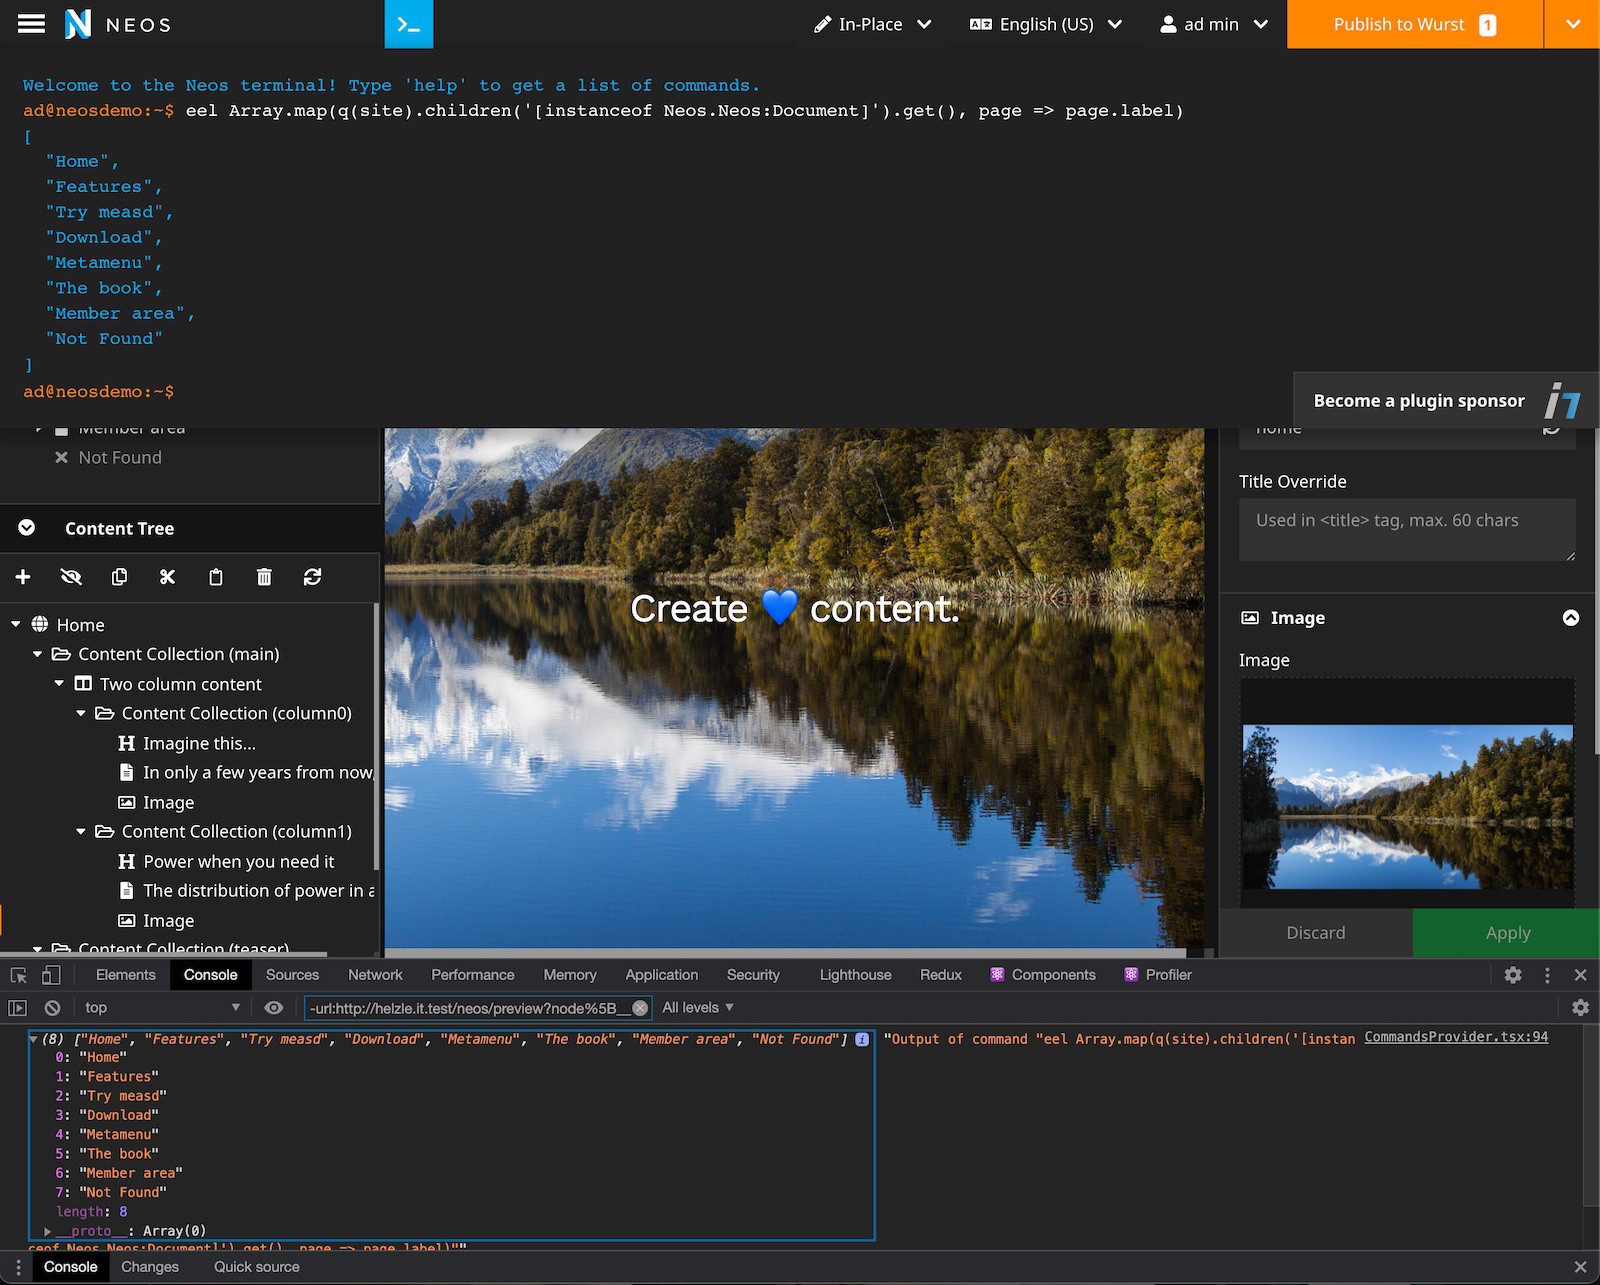 NEOS
In-Place
English (US)
ad min
Publish to Wurst 1
Welcome to the Neos terminal! Type 'help' to get a list of commands.
ad@neosdemo:~$ eel Array.map(q(site).children('[instanceof Neos.Neos:Document]').get(), page => page.label)
[
"Home",
"Features",
"Try measd",
"Download",
"Metamenu",
"The book",
"Member area",
"Not Found"
]
ad@neosdemo:~$
Become a plugin sponsor
Member area
Not Found
Content Tree
Home
Content Collection (main)
Two column content
Content Collection (column0)
Imagine this...
In only a few years from now,
Image
Content Collection (column1)
Power when you need it
The distribution of power in a
Image
Content Collection (teaser)
Create 💙 content.
home
Title Override
Used in <title> tag, max. 60 chars
Image
Image
Discard
Apply
Elements Console Sources Network Performance Memory Application Security Lighthouse Redux Components Profiler
top
-url:http://helzle.it.test/neos/preview?node%5B__
All levels
(8) ["Home", "Features", "Try measd", "Download", "Metamenu", "The book", "Member area", "Not Found"] i "Output of command "eel Array.map(q(site).children('[instan CommandsProvider.tsx:94
0: "Home"
1: "Features"
2: "Try measd"
3: "Download"
4: "Metamenu"
5: "The book"
6: "Member area"
7: "Not Found"
length: 8
__proto__: Array(0)
ceof Neos.Neos:Document]').get(), page => page.label)""
Console Changes Quick source